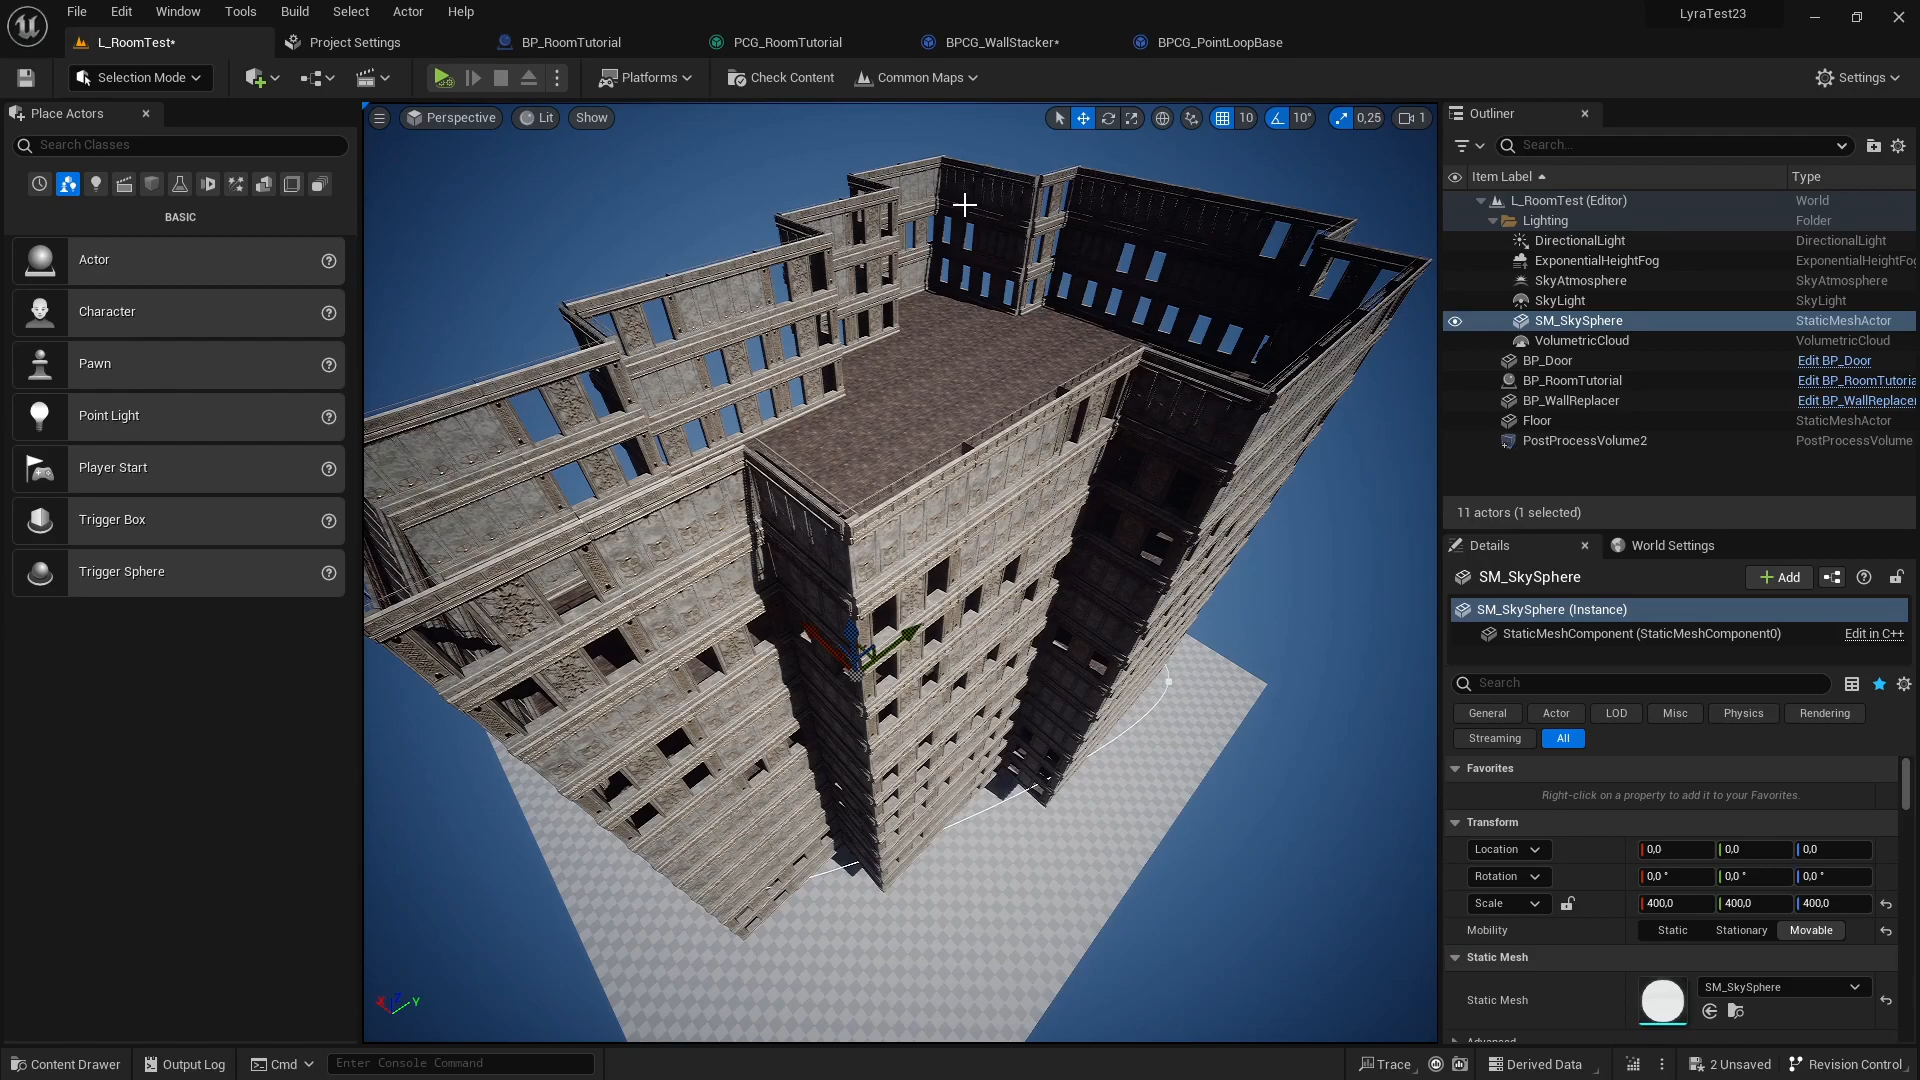 File Edit Window Tools Build Select Actor Help
LyraTest23
L_RoomTest*
Project Settings
BP_RoomTutorial
PCG_RoomTutorial
BPCG_WallStacker*
BPCG_PointLoopBase
Selection Mode
Platforms
Check Content
Common Maps
Settings
Place Actors
Search Classes
BASIC
Actor
Character
Pawn
Point Light
Player Start
Trigger Box
Trigger Sphere
Perspective
Lit
Show
10
10°
0,25
1
X Z Y
Outliner
Search...
Item Label
Type
L_RoomTest (Editor) World
Lighting Folder
DirectionalLight DirectionalLight
ExponentialHeightFog ExponentialHeightFog
SkyAtmosphere SkyAtmosphere
SkyLight SkyLight
SM_SkySphere StaticMeshActor
VolumetricCloud VolumetricCloud
BP_Door Edit BP_Door
BP_RoomTutorial Edit BP_RoomTutoria
BP_WallReplacer Edit BP_WallReplacer
Floor StaticMeshActor
PostProcessVolume2 PostProcessVolume
11 actors (1 selected)
Details
World Settings
SM_SkySphere
Add
SM_SkySphere (Instance)
StaticMeshComponent (StaticMeshComponent0) Edit in C++
Search
General Actor LOD Misc Physics Rendering
Streaming All
Favorites
Right-click on a property to add it to your Favorites.
Transform
Location 0,0 0,0 0,0
Rotation 0,0 ° 0,0 ° 0,0 °
Scale 400,0 400,0 400,0
Mobility Static Stationary Movable
Static Mesh
Static Mesh SM_SkySphere
Advanced
Content Drawer
Output Log
Cmd
Enter Console Command
Trace
Derived Data
2 Unsaved
Revision Control